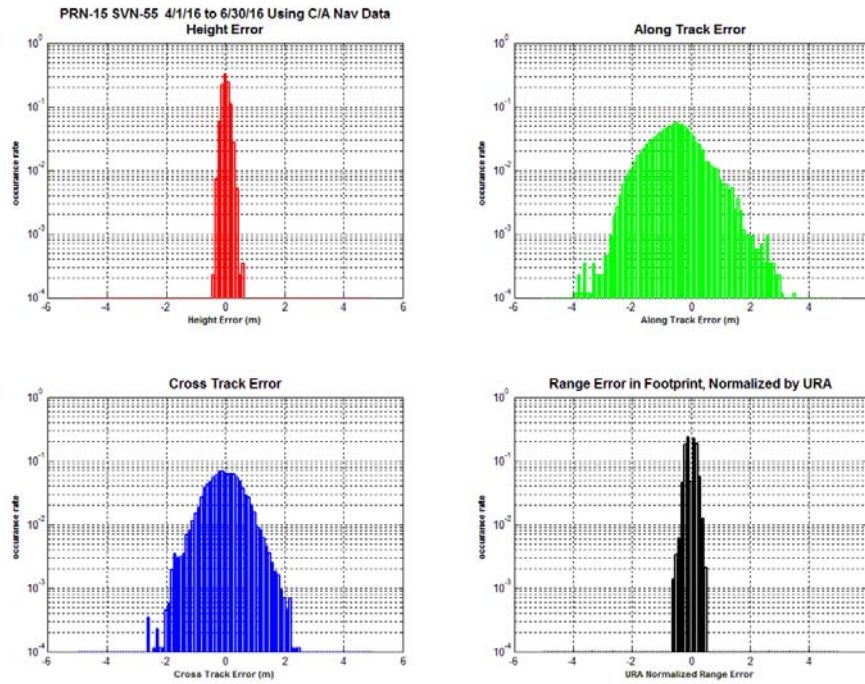 PRN-15 SVN-55 4/1/16 to 6/30/16 Using C/A Nav Data
Height Error
10^0
10^-1
10^-2
10^-3
10^-4
occurance rate
-6 -4 -2 0 2 4 6
Height Error (m)
Along Track Error
10^0
10^-1
10^-2
10^-3
10^-4
occurance rate
-6 -4 -2 0 2 4 6
Along Track Error (m)
Cross Track Error
10^0
10^-1
10^-2
10^-3
10^-4
occurance rate
-6 -4 -2 0 2 4 6
Cross Track Error (m)
Range Error in Footprint, Normalized by URA
10^0
10^-1
10^-2
10^-3
10^-4
occurance rate
-6 -4 -2 0 2 4 6
URA Normalized Range Error